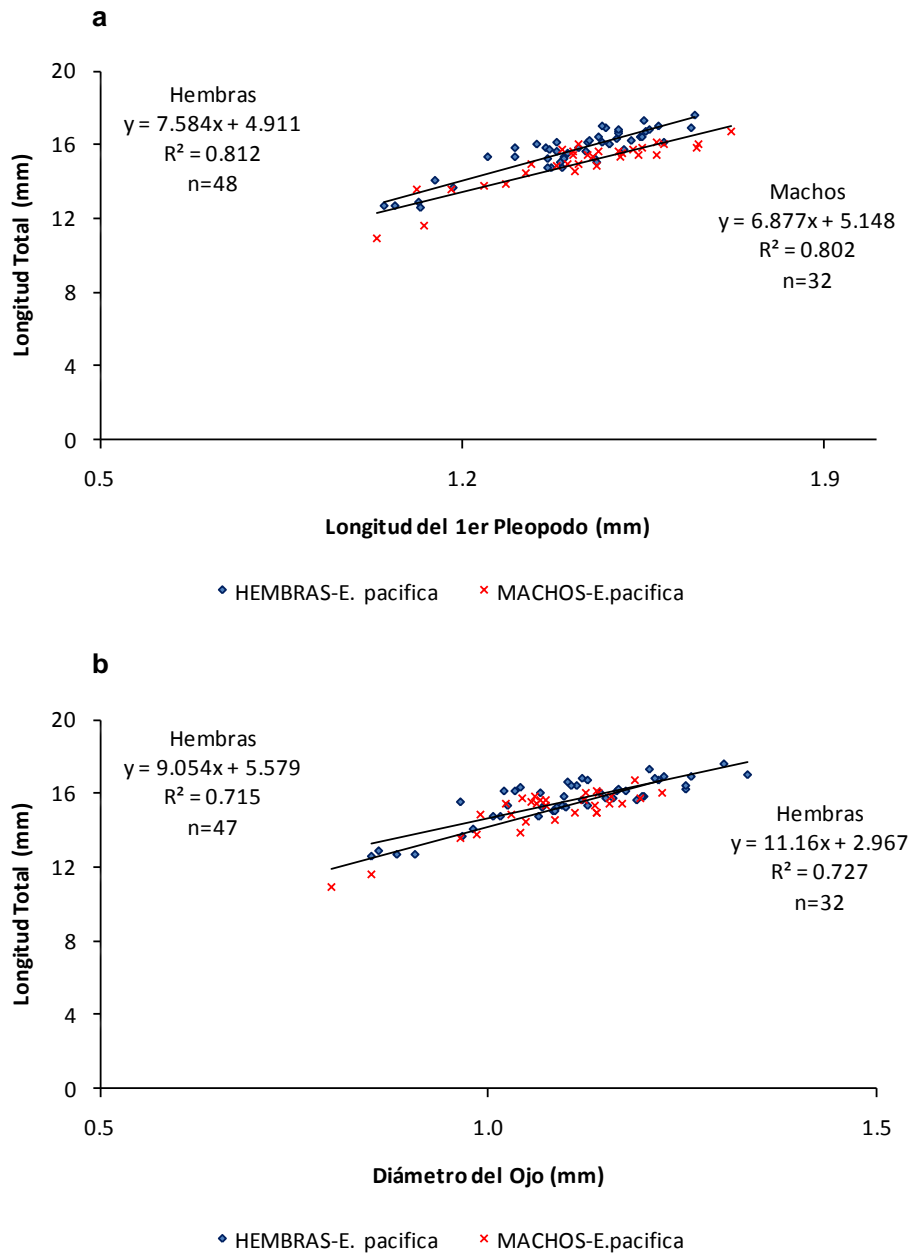 a
20
16
12
8
4
0
Longitud Total (mm)
Hembras
y = 7.584x + 4.911
R² = 0.812
n=48
Machos
y = 6.877x + 5.148
R² = 0.802
n=32
0.5 1.2 1.9
Longitud del 1er Pleopodo (mm)
HEMBRAS-E. pacifica MACHOS-E.pacifica
b
20
16
12
8
4
0
Longitud Total (mm)
Hembras
y = 9.054x + 5.579
R² = 0.715
n=47
Hembras
y = 11.16x + 2.967
R² = 0.727
n=32
0.5 1.0 1.5
Diámetro del Ojo (mm)
HEMBRAS-E. pacifica MACHOS-E.pacifica